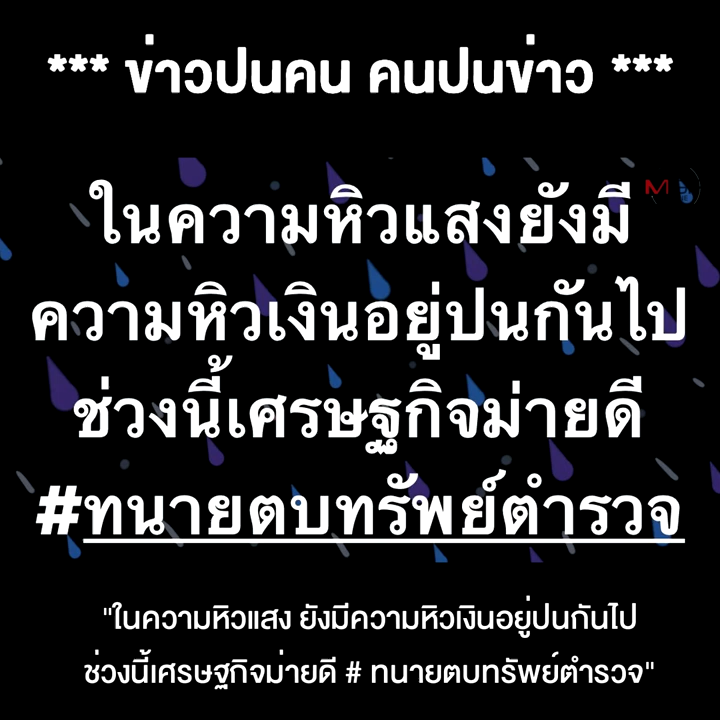 *** ข่าวปนคน คนปนข่าว ***
ในความหิวแสงยังมี
ความหิวเงินอยู่ปนกันไป
ช่วงนี้เศรษฐกิจม่ายดี
#ทนายตบทรัพย์ตำรวจ
"ในความหิวแสง ยังมีความหิวเงินอยู่ปนกันไป
ช่วงนี้เศรษฐกิจม่ายดี # ทนายตบทรัพย์ตำรวจ"